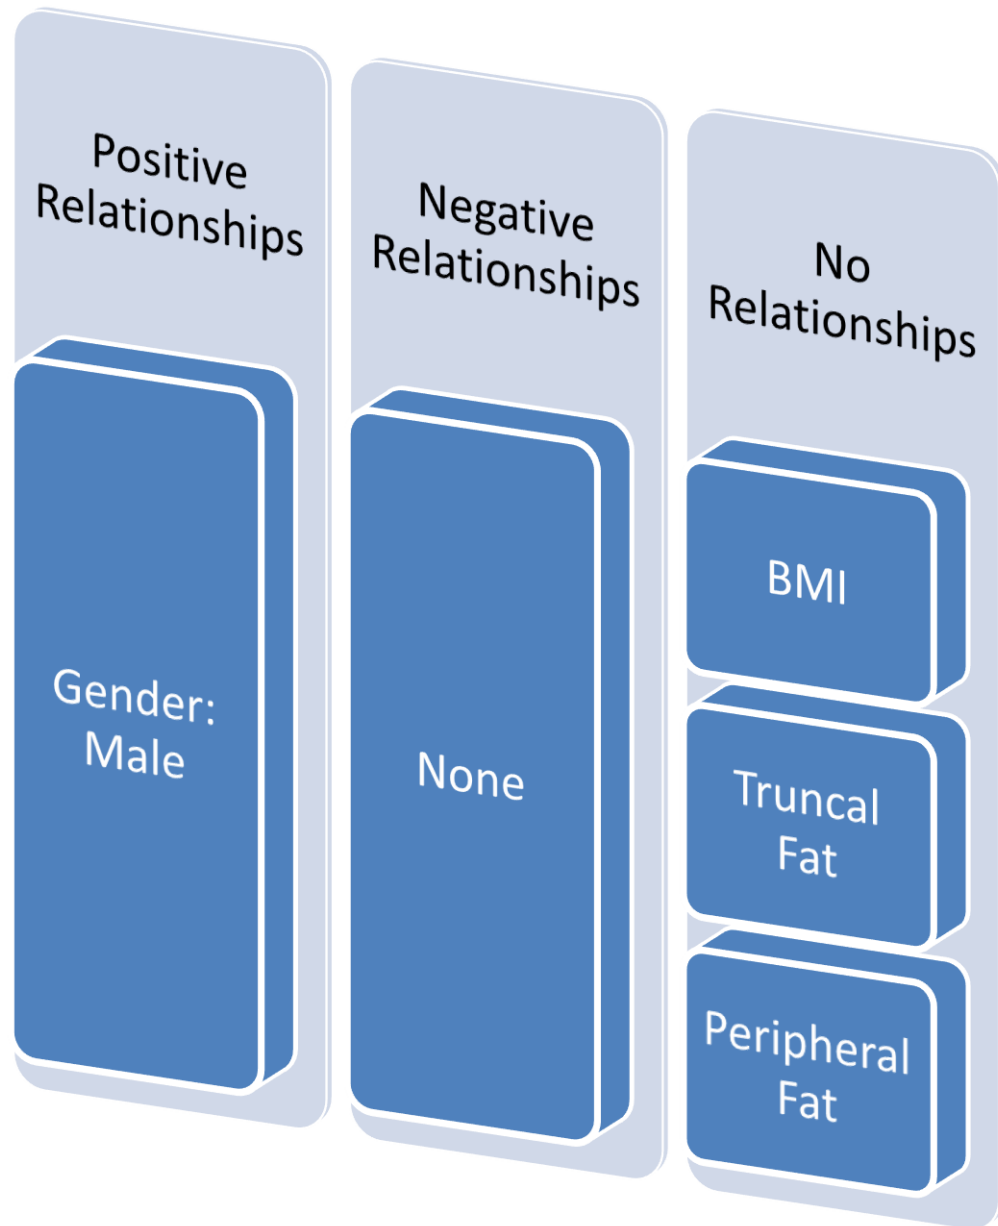 Positive
Relationships
Gender:
Male
Negative
Relationships
None
No
Relationships
BMI
Truncal
Fat
Peripheral
Fat